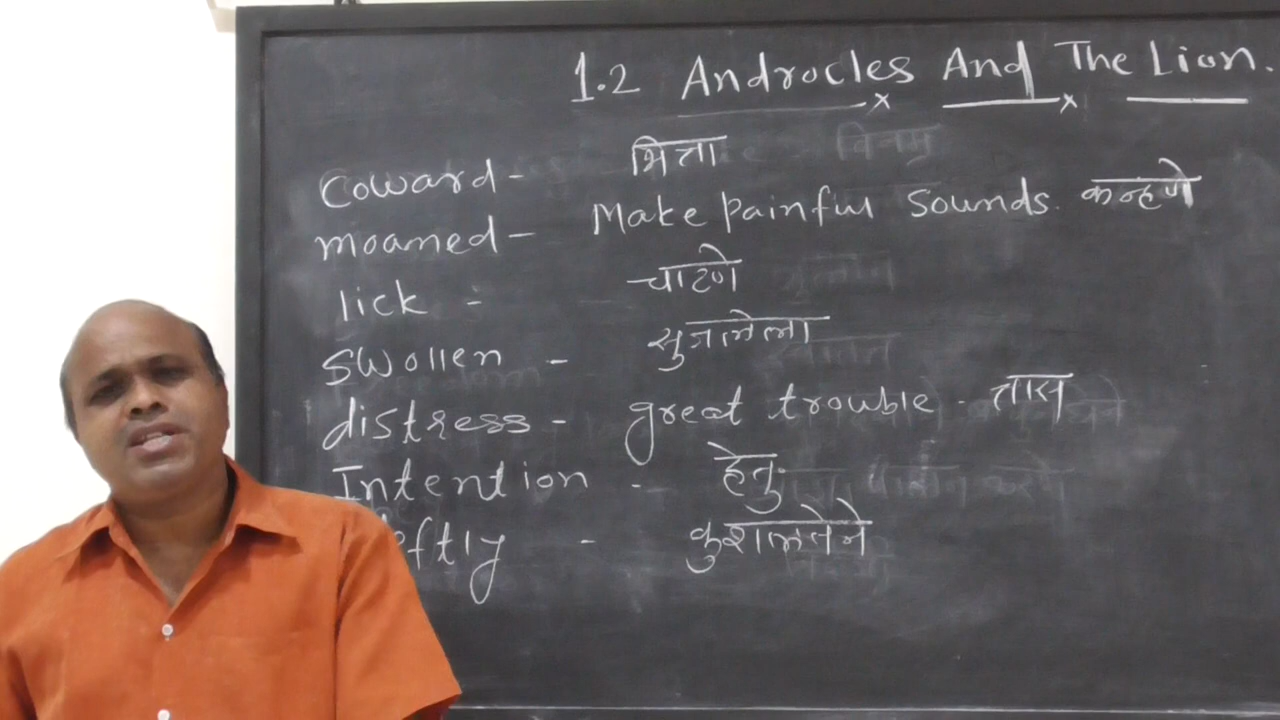 1.2 Androcles And The Lion.
Coward - भित्रा
moaned - Make painful sounds. कन्हणे
lick - चाटणे
swollen - सुजलेला
distress - great trouble - त्रास
Intention - हेतु
eftly - कुशलतेने